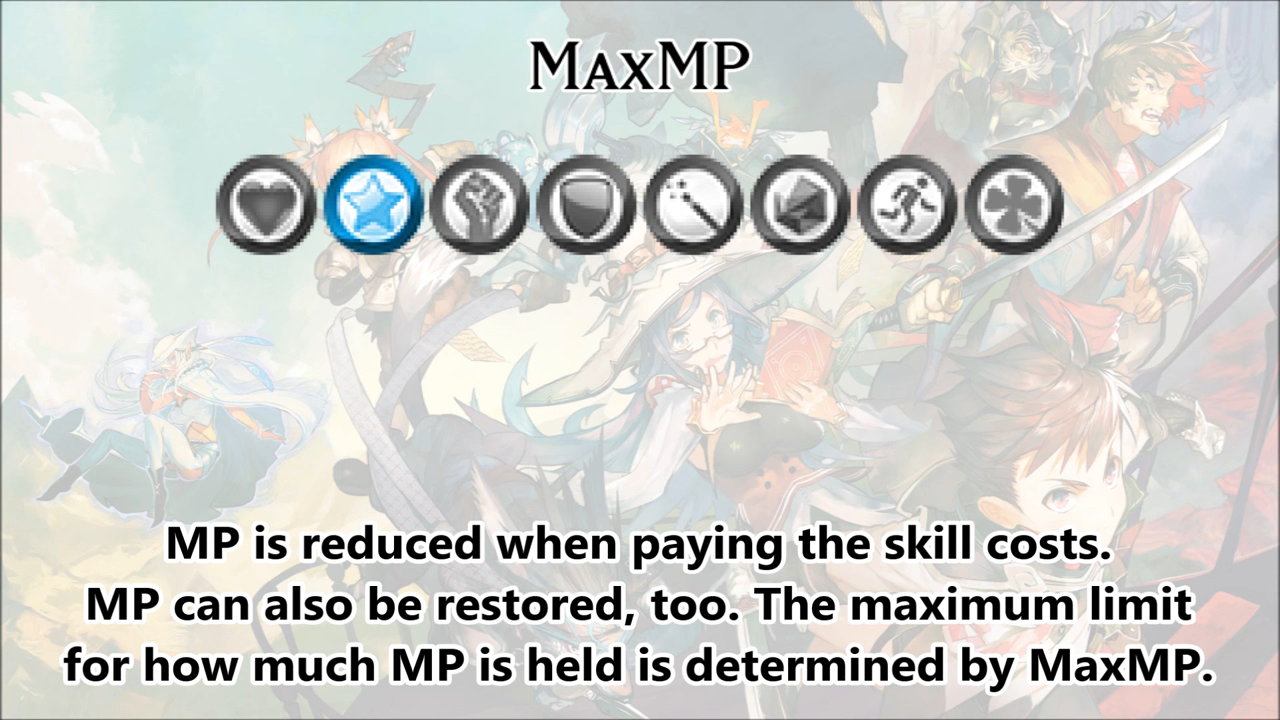 MaxMP
MP is reduced when paying the skill costs.
MP can also be restored, too. The maximum limit
for how much MP is held is determined by MaxMP.